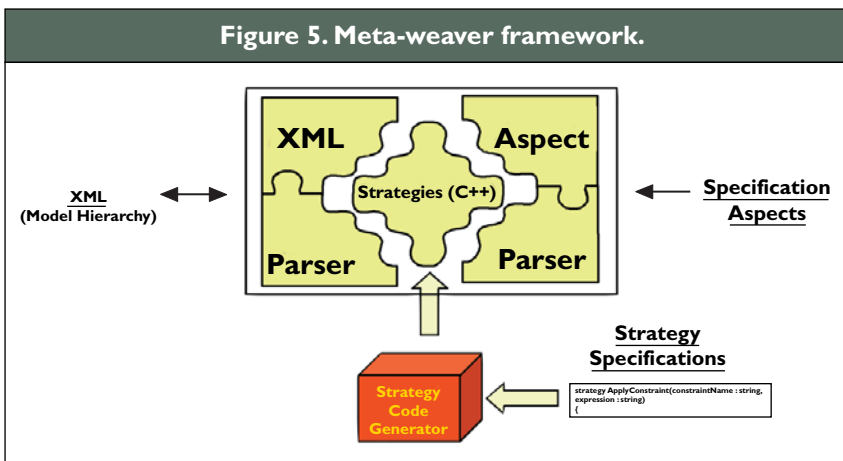 Figure 5. Meta-weaver framework.
XML
Parser
Strategies (C++)
Aspect
Parser
XML
(Model Hierarchy)
Specification
Aspects
Strategy
Specifications
strategy ApplyConstraint(constraintName : string,
expression : string)
{
Strategy
Code
Generator